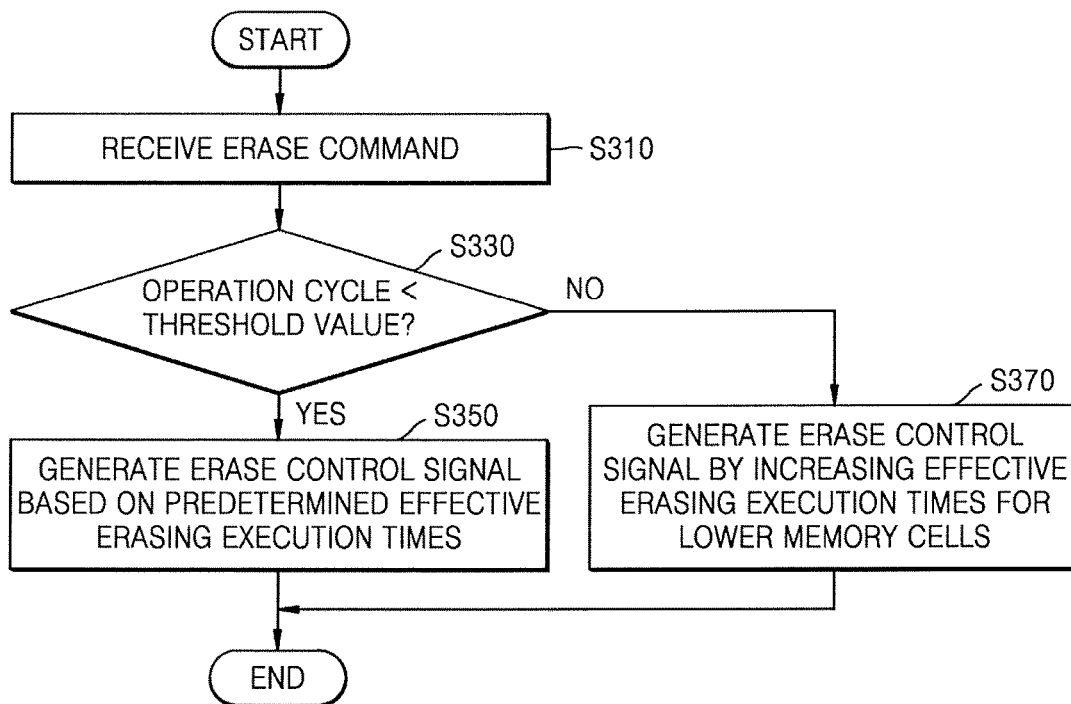 START
RECEIVE ERASE COMMAND
S310
S330
OPERATION CYCLE <
THRESHOLD VALUE?
NO
YES
S350
GENERATE ERASE CONTROL SIGNAL
BASED ON PREDETERMINED EFFECTIVE
ERASING EXECUTION TIMES
S370
GENERATE ERASE CONTROL
SIGNAL BY INCREASING EFFECTIVE
ERASING EXECUTION TIMES FOR
LOWER MEMORY CELLS
END